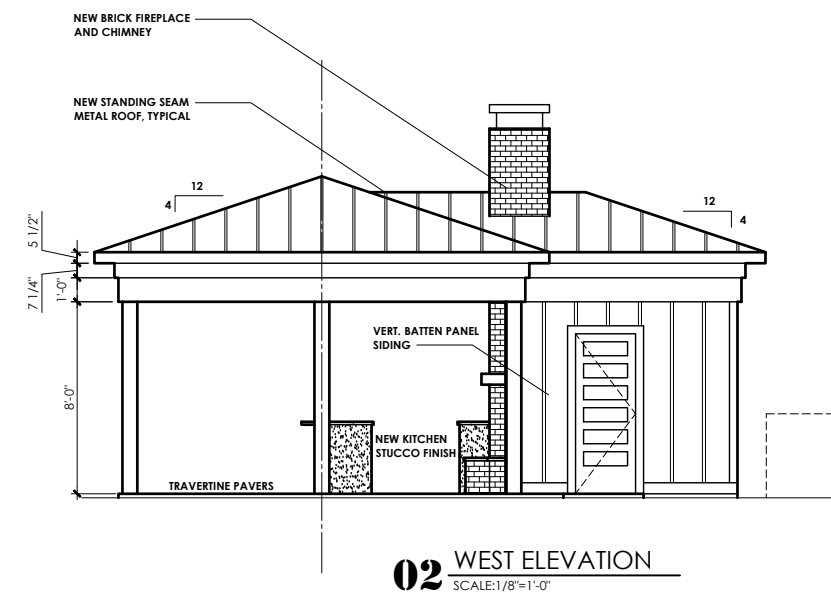 NEW BRICK FIREPLACE
AND CHIMNEY
NEW STANDING SEAM
METAL ROOF, TYPICAL
12
4
12
4
5 1/2"
7 1/4"
1'-0"
8'-0"
VERT. BATTEN PANEL
SIDING
NEW KITCHEN
STUCCO FINISH
TRAVERTINE PAVERS
02 WEST ELEVATION
SCALE:1/8"=1'-0"